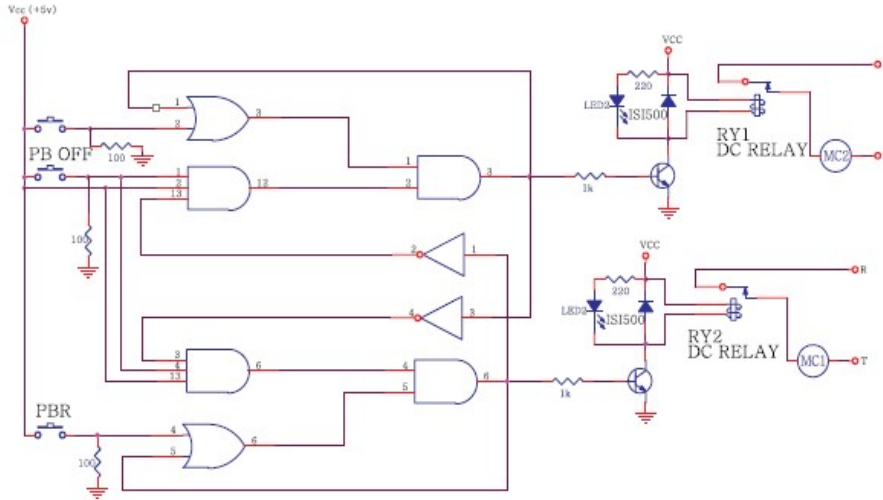 Vcc (+5v)
VCC
220
LED2
ISI500
RY1
DC RELAY
MC2
1
2
3
PB OFF
100
1
2
13
12
1
2
3
1k
100
2
1
4
3
VCC
220
LED2
ISI500
RY2
DC RELAY
R
MC1
T
3
4
13
6
4
5
6
1k
PBR
4
5
6
100